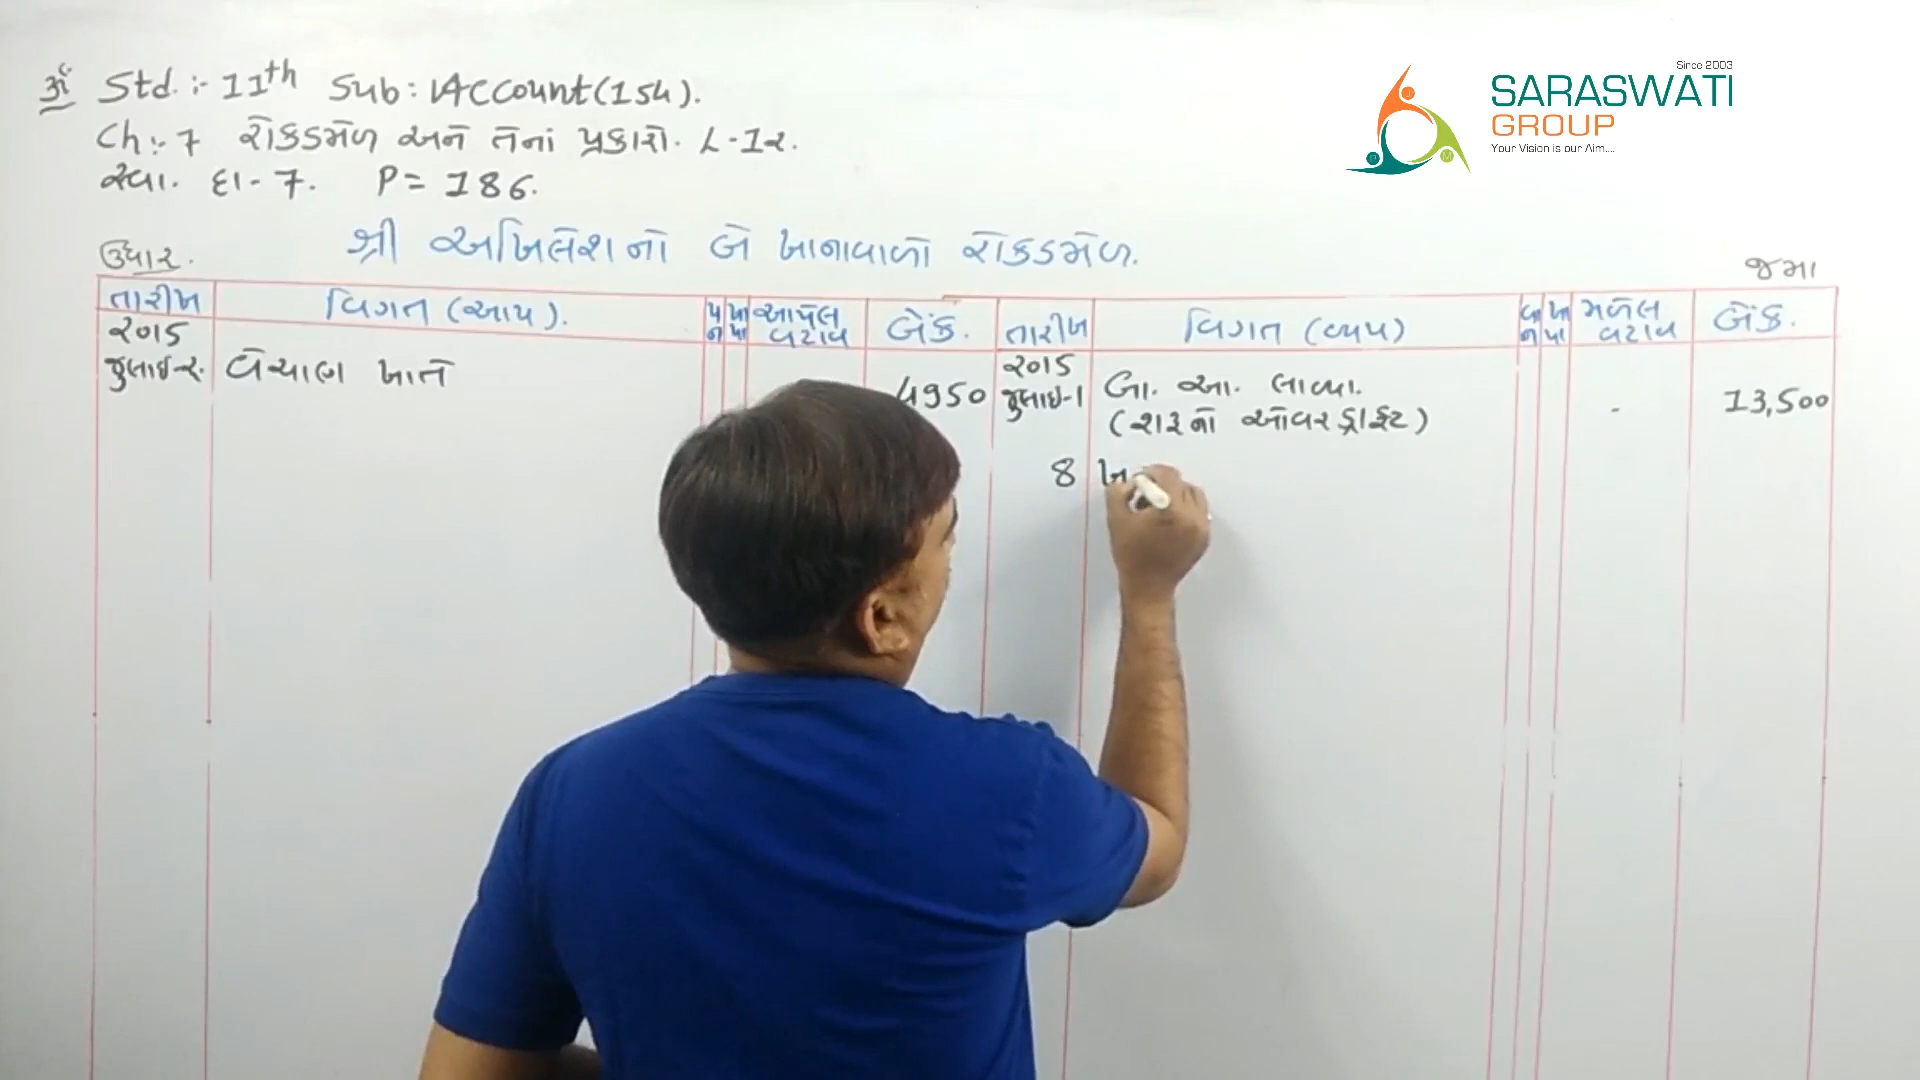 Std. :- 11th Sub : Account(154).
Ch :- 7 રોકડમેળ અને તેનાં પ્રકારો. L-12.
સ્વા. દા-7. P = 186.
શ્રી અખિલેશનો બે ખાનાવાળો રોકડમેળ.
ઉધાર.
જમા
તારીખ વિગત (આપ). પ ન ખા પા આપેલ વટાવ બેંક. તારીખ વિગત (વ્યય) ખા પા મળેલ વટાવ બેંક.
2015 2015
જુલાઈ-2. વેચાણ ખાતે 4950 જુલાઈ-1 બા. આ. લાવ્યા. - 13,500
(શરૂનો ઓવરડ્રાફ્ટ)
8
Since 2003
SARASWATI
GROUP
Your Vision is our Aim....